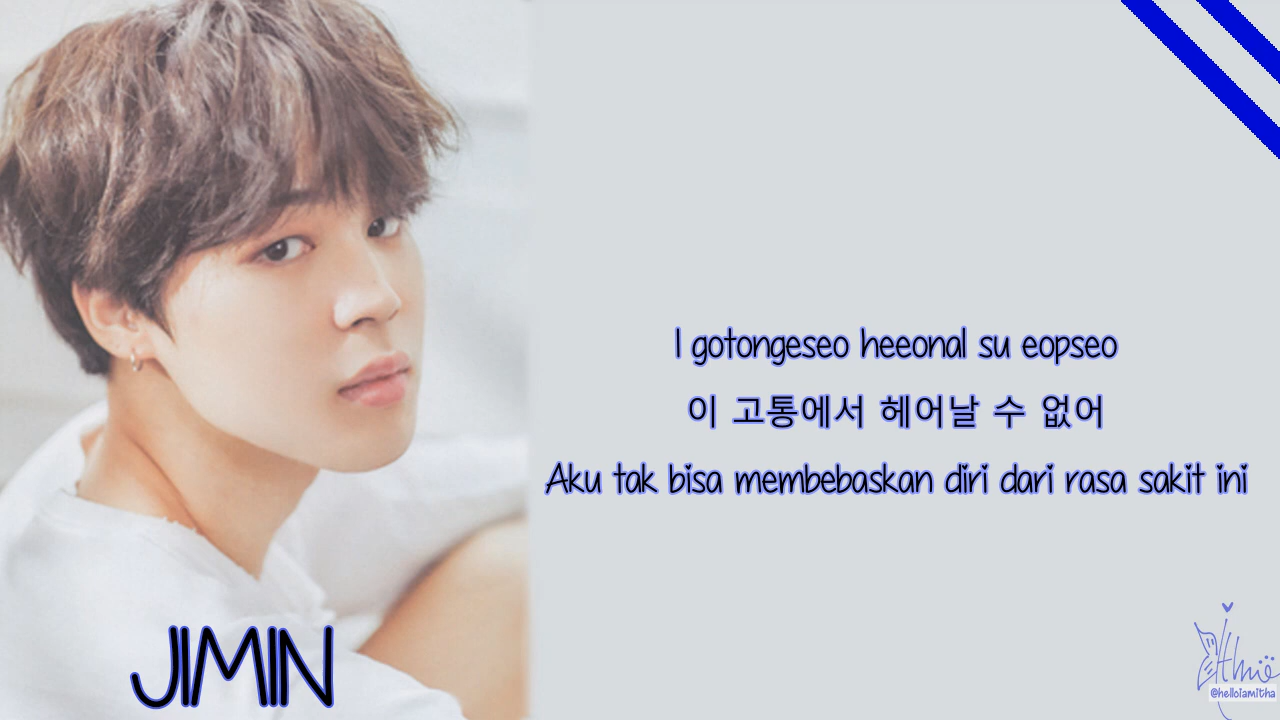 I gotongeseo heeonal su eopseo
이 고통에서 헤어날 수 없어
Aku tak bisa membebaskan diri dari rasa sakit ini
JIMIN
@helloiamitha